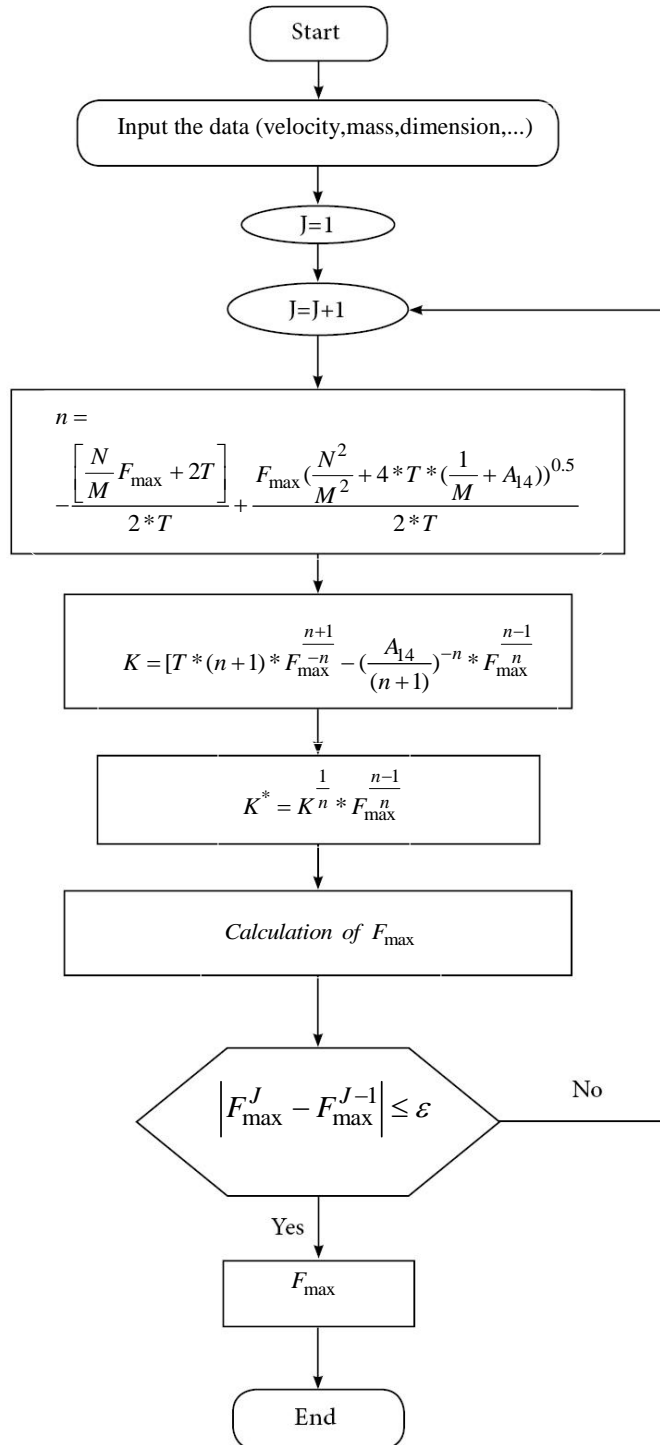 Start
Input the data (velocity,mass,dimension,...)
J=1
J=J+1
n =
-[N/M F_max + 2T]/(2*T) + F_max(N^2/M^2 + 4*T*(1/M + A_14))^0.5/(2*T)
K = [T*(n+1)*F_max^((n+1)/(-n)) - (A_14/(n+1))^(-n) * F_max^((n-1)/n)
K^* = K^(1/n) * F_max^((n-1)/n)
Calculation of F_max
|F_max^J - F_max^(J-1)| ≤ ε
No
Yes
F_max
End